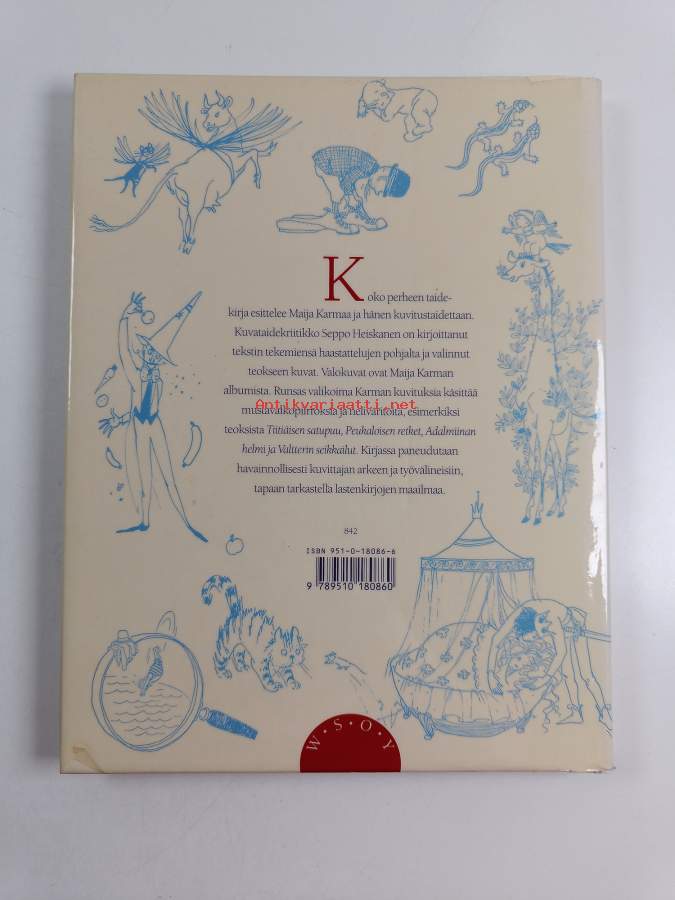 Koko perheen taide-
kirja esittelee Maija Karmaa ja hänen kuvitustaidettaan.
Kuvataidekriitikko Seppo Heiskanen on kirjoittanut
tekstin tekemiensä haastattelujen pohjalta ja valinnut
teokseen kuvat. Valokuvat ovat Maija Karman
albumista. Runsas valikoima Karman kuvituksia käsittää
Antikvariaatti.net
mustavalkopiirroksia ja nelivaritöitä, esimerkiksi
teoksista Tiitiäisen satupuu, Peukaloisen retket, Adalmiinan
helmi ja Valtterin seikkailut. Kirjassa paneudutaan
havainnollisesti kuvittajan arkeen ja työvälineisiin,
tapaan tarkastella lastenkirjojen maailmaa.
842
ISBN 951-0-18086-6
9 789510 180860
W·S·O·Y